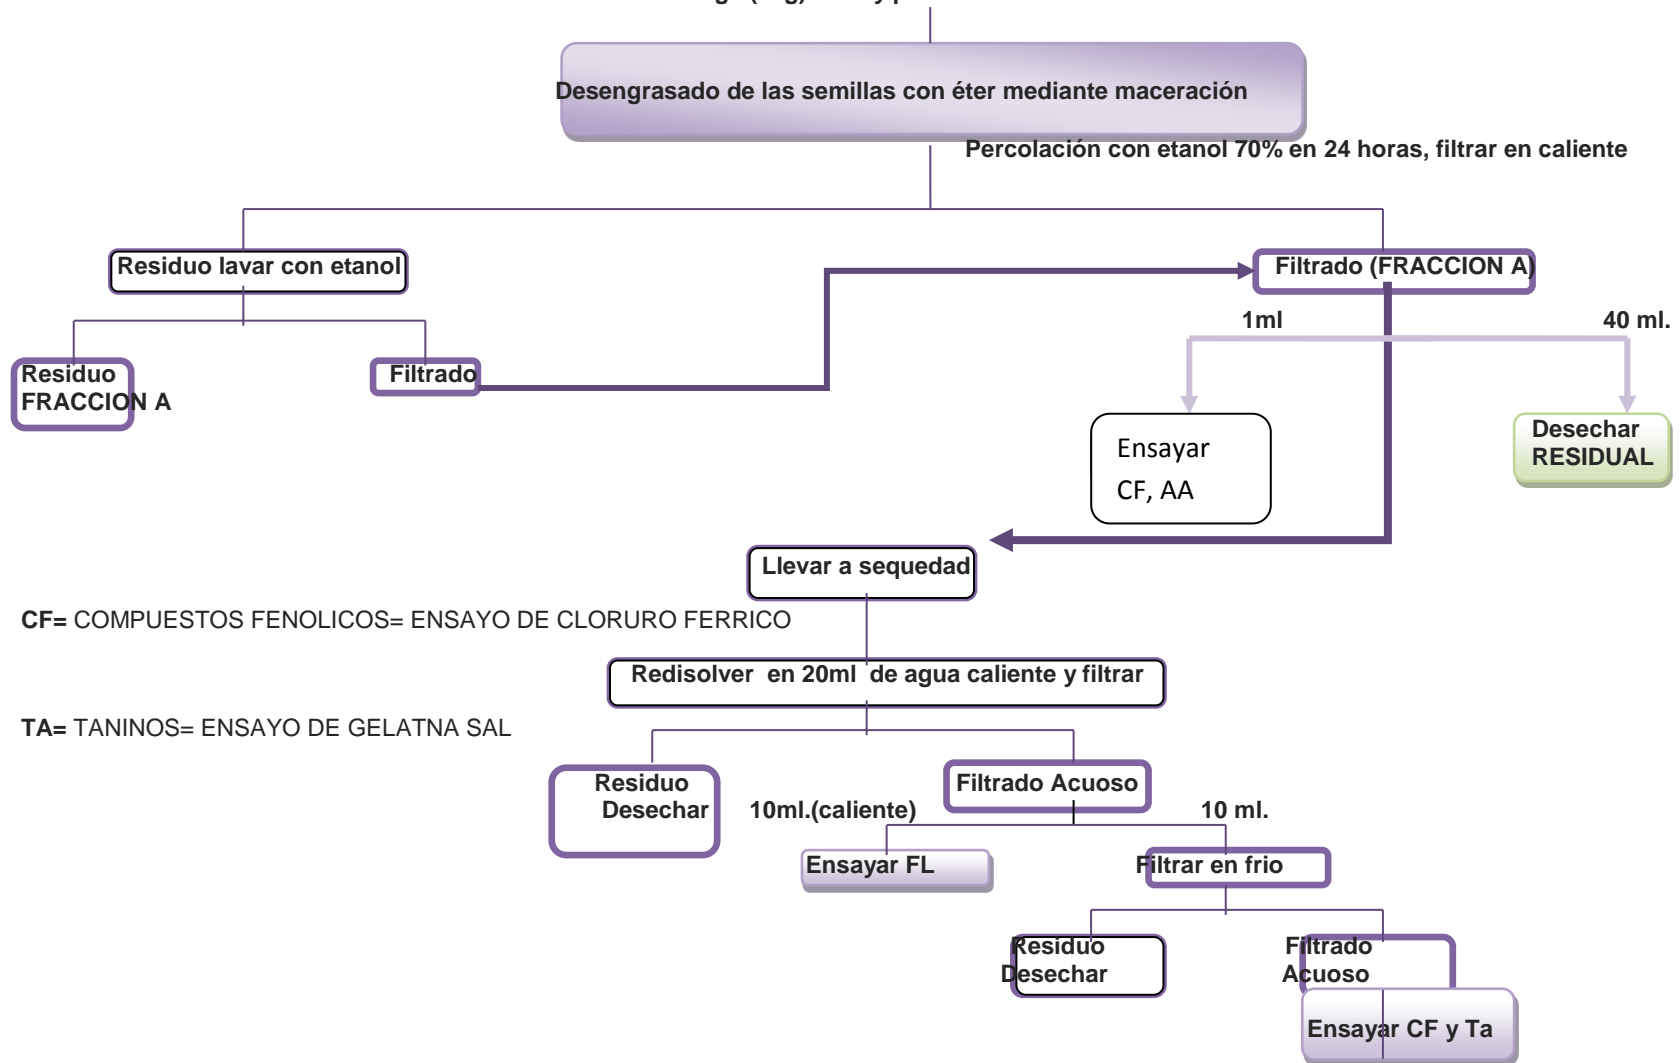 Desengrasado de las semillas con éter mediante maceración
Percolación con etanol 70% en 24 horas, filtrar en caliente
Residuo lavar con etanol
Filtrado (FRACCION A)
1ml
40 ml.
Residuo
FRACCION A
Filtrado
Ensayar
CF, AA
Desechar
RESIDUAL
Llevar a sequedad
CF= COMPUESTOS FENOLICOS= ENSAYO DE CLORURO FERRICO
Redisolver en 20ml de agua caliente y filtrar
TA= TANINOS= ENSAYO DE GELATNA SAL
Residuo
Desechar
Filtrado Acuoso
10ml.(caliente)
10 ml.
Ensayar FL
Filtrar en frio
Residuo
Desechar
Filtrado
Acuoso
Ensayar CF y Ta